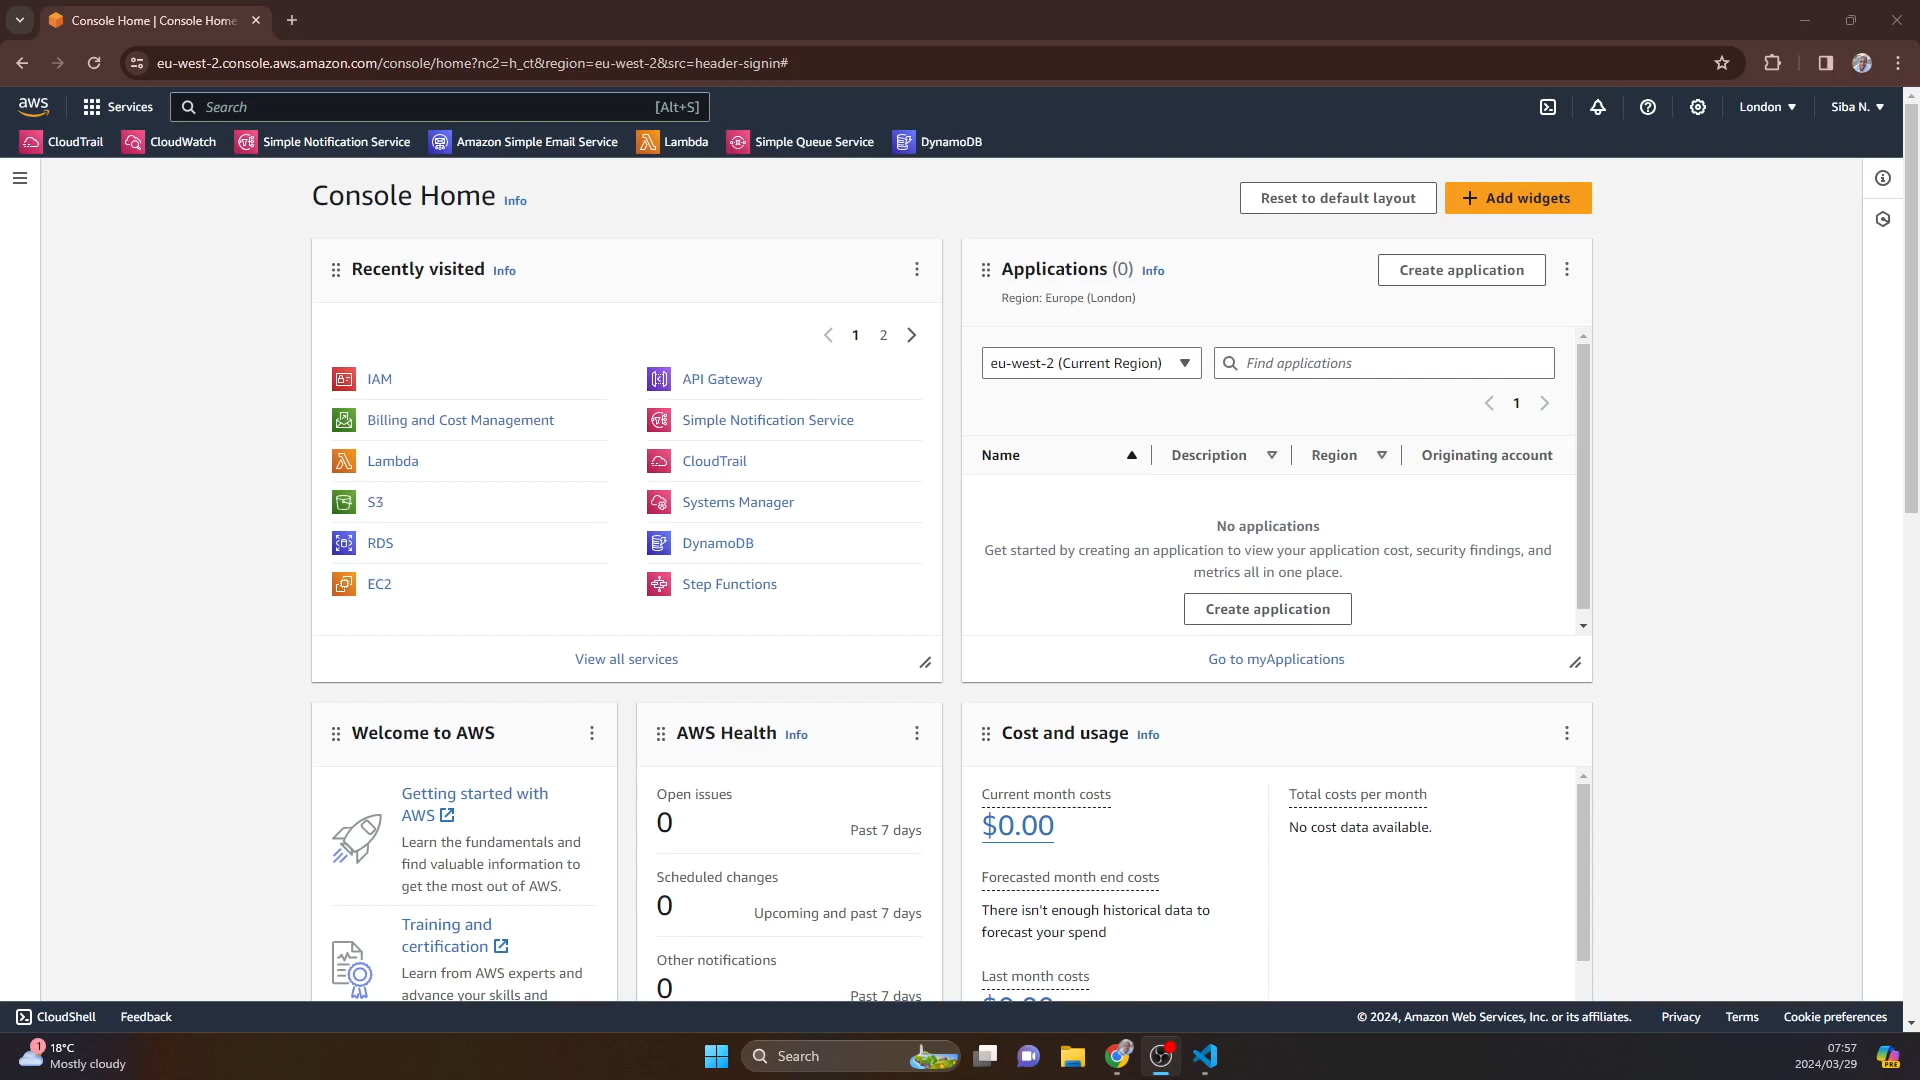 Console Home | Console Home
eu-west-2.console.aws.amazon.com/console/home?nc2=h_ct&region=eu-west-2&src=header-signin#
aws
Services
Search
[Alt+S]
London
Siba N.
CloudTrail
CloudWatch
Simple Notification Service
Amazon Simple Email Service
Lambda
Simple Queue Service
DynamoDB
Console Home Info
Reset to default layout
Add widgets
Recently visited Info
1 2
IAM
Billing and Cost Management
Lambda
S3
RDS
EC2
API Gateway
Simple Notification Service
CloudTrail
Systems Manager
DynamoDB
Step Functions
View all services
Applications (0) Info
Region: Europe (London)
Create application
eu-west-2 (Current Region)
Find applications
1
Name
Description
Region
Originating account
No applications
Get started by creating an application to view your application cost, security findings, and
metrics all in one place.
Create application
Go to myApplications
Welcome to AWS
Getting started with
AWS
Learn the fundamentals and
find valuable information to
get the most out of AWS.
Training and
certification
Learn from AWS experts and
advance your skills and
AWS Health Info
Open issues
0
Past 7 days
Scheduled changes
0
Upcoming and past 7 days
Other notifications
0
Past 7 days
Cost and usage Info
Current month costs
$0.00
Forecasted month end costs
There isn't enough historical data to
forecast your spend
Last month costs
$0.00
Total costs per month
No cost data available.
CloudShell
Feedback
© 2024, Amazon Web Services, Inc. or its affiliates.
Privacy
Terms
Cookie preferences
1
18°C
Mostly cloudy
Search
07:57
2024/03/29
PRE